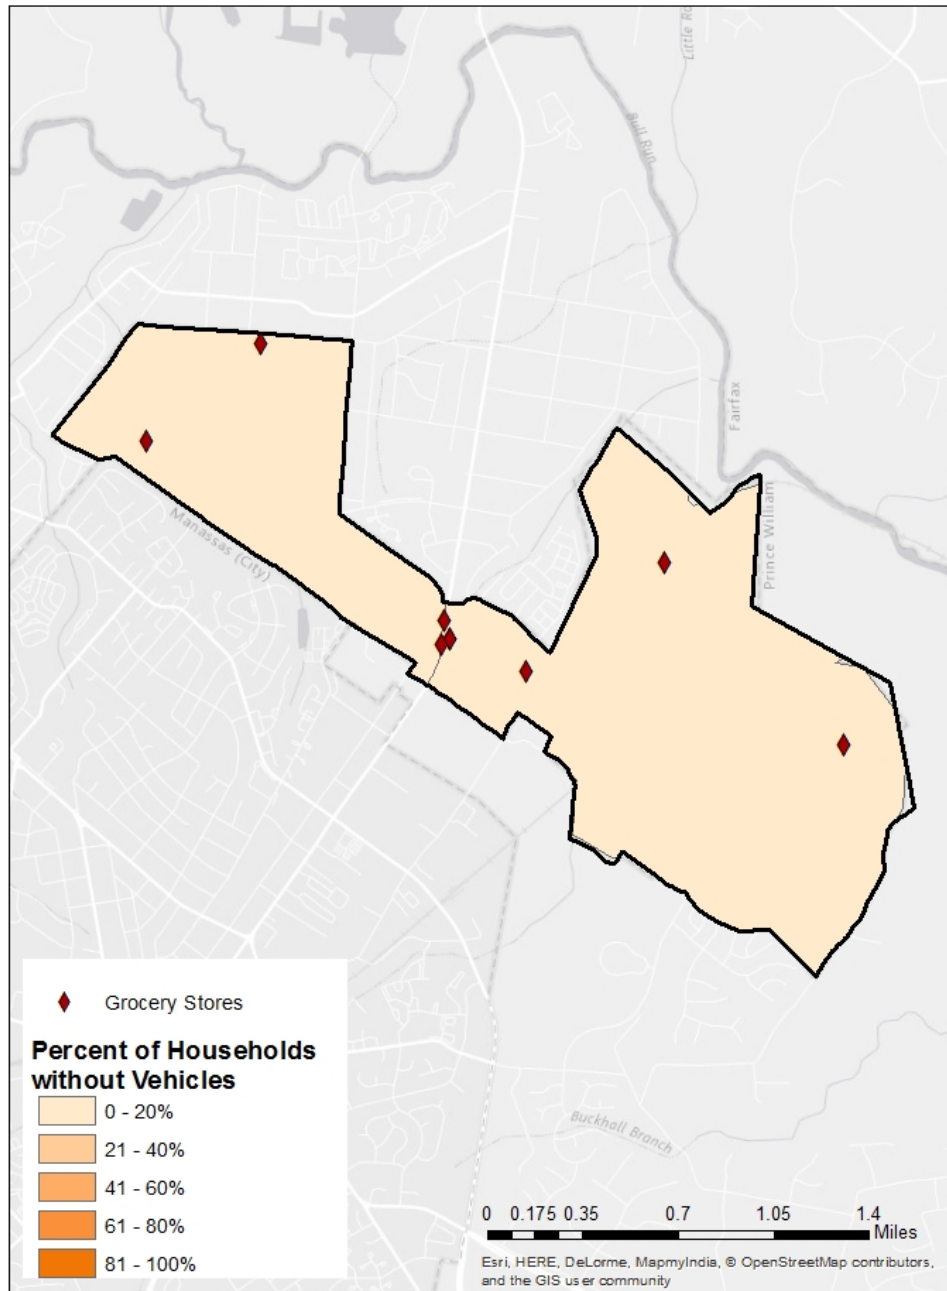 Little Ro
Bull Run
Fairfax
Prince William
Manassas (City)
Grocery Stores
Percent of Households
without Vehicles
0 - 20%
21 - 40%
41 - 60%
61 - 80%
81 - 100%
Buckhall Branch
0 0.175 0.35 0.7 1.05 1.4
Miles
Esri, HERE, DeLorme, MapmyIndia, © OpenStreetMap contributors,
and the GIS user community